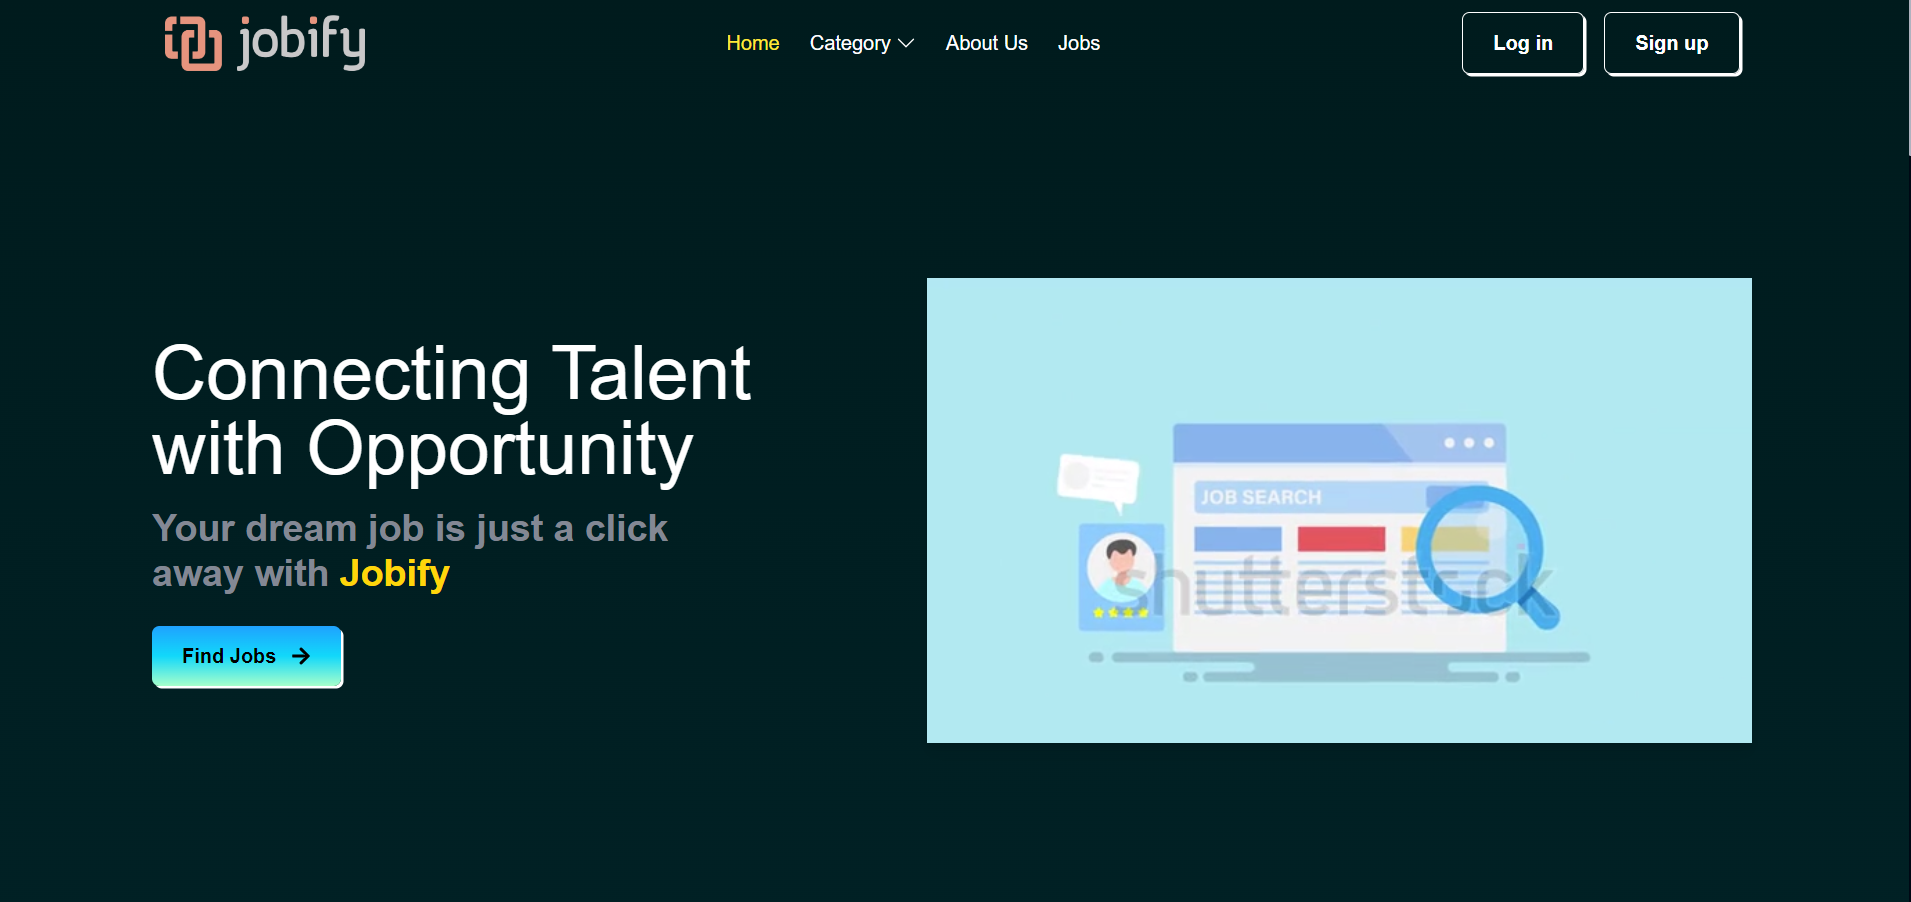 jobify
Home
Category
About Us
Jobs
Log in
Sign up
Connecting Talent
with Opportunity
Your dream job is just a click
away with Jobify
Find Jobs
JOB SEARCH
shutterstock